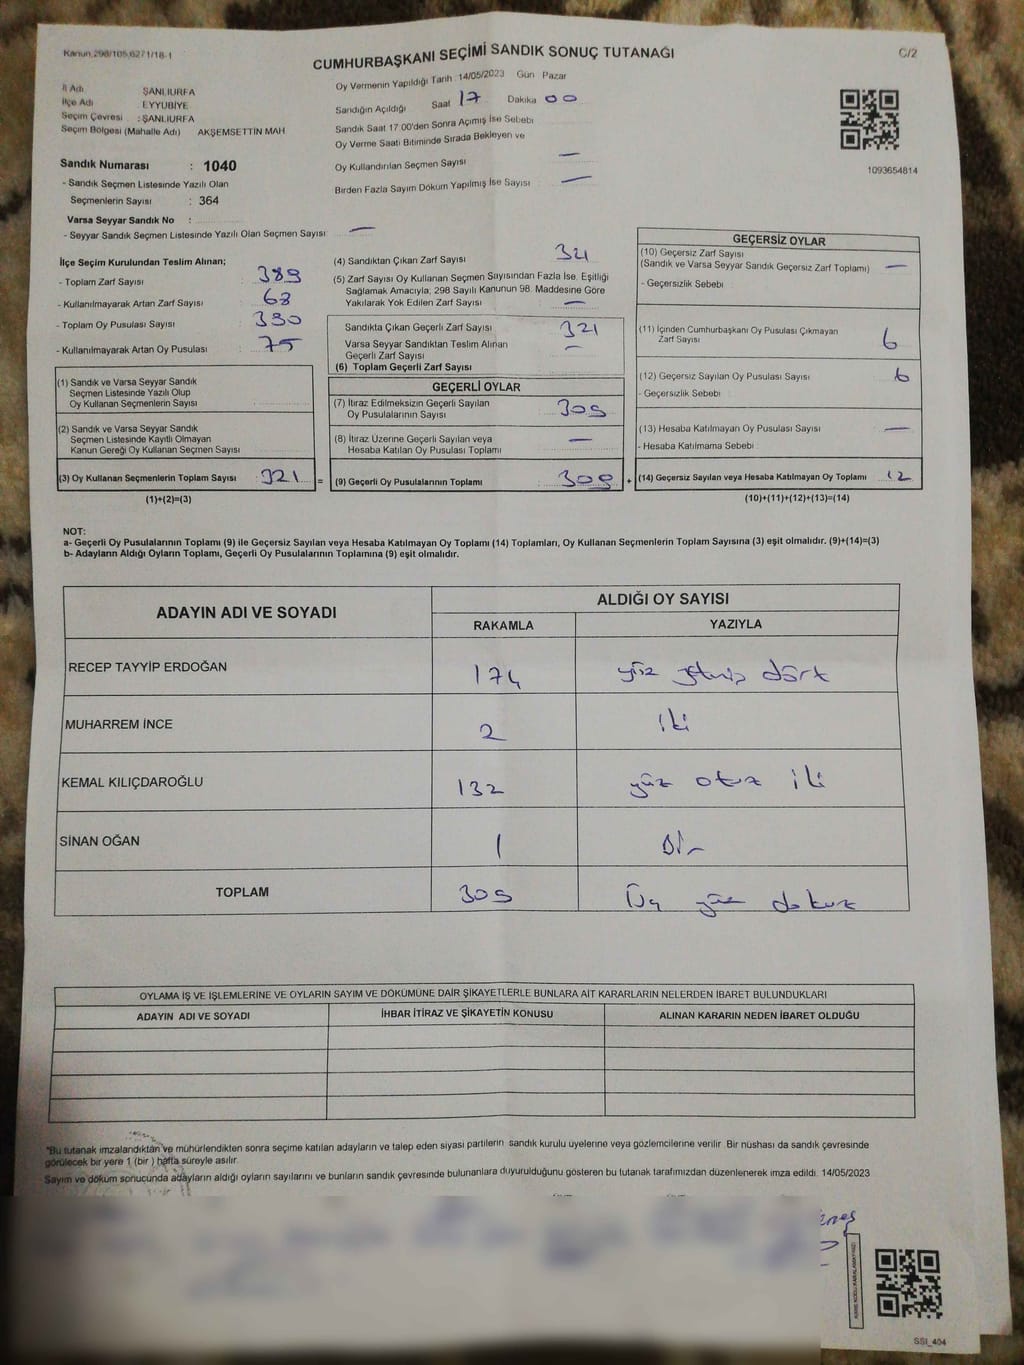 Kanun 298/105,6271/18-1
CUMHURBAŞKANI SEÇİMİ SANDIK SONUÇ TUTANAĞI
C/2
İl Adı ŞANLIURFA
İlçe Adı EYYUBİYE
Seçim Çevresi : ŞANLIURFA
Seçim Bölgesi (Mahalle Adı) AKŞEMSETTİN MAH
Sandık Numarası : 1040
- Sandık Seçmen Listesinde Yazılı Olan
Seçmenlerin Sayısı : 364
Varsa Seyyar Sandık No :
- Seyyar Sandık Seçmen Listesinde Yazılı Olan Seçmen Sayısı: —
Oy Vermenin Yapıldığı Tarih : 14/05/2023 Gün Pazar
Sandığın Açıldığı Saat 17 Dakika 00
Sandık Saat 17:00'den Sonra Açımış İse Sebebi
Oy Verme Saati Bitiminde Sırada Bekleyen ve
Oy Kullandırılan Seçmen Sayısı —
Birden Fazla Sayım Döküm Yapılmış İse Sayısı —
1093654814
İlçe Seçim Kurulundan Teslim Alınan;
- Toplam Zarf Sayısı : 389
- Kullanılmayarak Artan Zarf Sayısı : 68
- Toplam Oy Pusulası Sayısı : 390
- Kullanılmayarak Artan Oy Pusulası : 75
(1) Sandık ve Varsa Seyyar Sandık
Seçmen Listesinde Yazılı Olup
Oy Kullanan Seçmenlerin Sayısı
(2) Sandık ve Varsa Seyyar Sandık
Seçmen Listesinde Kayıtlı Olmayan
Kanun Gereği Oy Kullanan Seçmen Sayısı
(3) Oy Kullanan Seçmenlerin Toplam Sayısı : 321 =
(1)+(2)=(3)
(4) Sandıktan Çıkan Zarf Sayısı 321
(5) Zarf Sayısı Oy Kullanan Seçmen Sayısından Fazla İse, Eşitliği
Sağlamak Amacıyla; 298 Sayılı Kanunun 98. Maddesine Göre
Yakılarak Yok Edilen Zarf Sayısı : —
Sandıkta Çıkan Geçerli Zarf Sayısı 321
Varsa Seyyar Sandıktan Teslim Alınan
Geçerli Zarf Sayısı —
(6) Toplam Geçerli Zarf Sayısı
GEÇERLİ OYLAR
(7) İtiraz Edilmeksizin Geçerli Sayılan
Oy Pusulalarının Sayısı 309
(8) İtiraz Üzerine Geçerli Sayılan veya
Hesaba Katılan Oy Pusulası Toplamı —
(9) Geçerli Oy Pusulalarının Toplamı 309 +
GEÇERSİZ OYLAR
(10) Geçersiz Zarf Sayısı
(Sandık ve Varsa Seyyar Sandık Geçersiz Zarf Toplamı) —
- Geçersizlik Sebebi :
(11) İçinden Cumhurbaşkanı Oy Pusulası Çıkmayan
Zarf Sayısı 6
(12) Geçersiz Sayılan Oy Pusulası Sayısı 6
- Geçersizlik Sebebi :
(13) Hesaba Katılmayan Oy Pusulası Sayısı —
- Hesaba Katılmama Sebebi :
(14) Geçersiz Sayılan veya Hesaba Katılmayan Oy Toplamı 12
(10)+(11)+(12)+(13)=(14)
NOT:
a- Geçerli Oy Pusulalarının Toplamı (9) ile Geçersiz Sayılan veya Hesaba Katılmayan Oy Toplamı (14) Toplamları, Oy Kullanan Seçmenlerin Toplam Sayısına (3) eşit olmalıdır. (9)+(14)=(3)
b- Adayların Aldığı Oyların Toplamı, Geçerli Oy Pusulalarının Toplamına (9) eşit olmalıdır.
ADAYIN ADI VE SOYADI ALDIĞI OY SAYISI
RAKAMLA YAZIYLA
RECEP TAYYİP ERDOĞAN 174 yüz yetmiş dört
MUHARREM İNCE 2 iki
KEMAL KILIÇDAROĞLU 132 yüz otuz iki
SİNAN OĞAN 1 Bir
TOPLAM 309 Üç yüz dokuz
OYLAMA İŞ VE İŞLEMLERİNE VE OYLARIN SAYIM VE DÖKÜMÜNE DAİR ŞİKAYETLERLE BUNLARA AİT KARARLARIN NELERDEN İBARET BULUNDUKLARI
ADAYIN ADI VE SOYADI İHBAR İTİRAZ VE ŞİKAYETİN KONUSU ALINAN KARARIN NEDEN İBARET OLDUĞU
*Bu tutanak imzalandıktan ve mühürlendikten sonra seçime katılan adayların ve talep eden siyasi partilerin sandık kurulu üyelerine veya gözlemcilerine verilir. Bir nüshası da sandık çevresinde
görülecek bir yere 1 (bir ) hafta süreyle asılır.
Sayım ve döküm sonucunda adayların aldığı oyların sayılarını ve bunların sandık çevresinde bulunanlara duyurulduğunu gösteren bu tutanak tarafımızdan düzenlenerek imza edildi. 14/05/2023
SSI_404